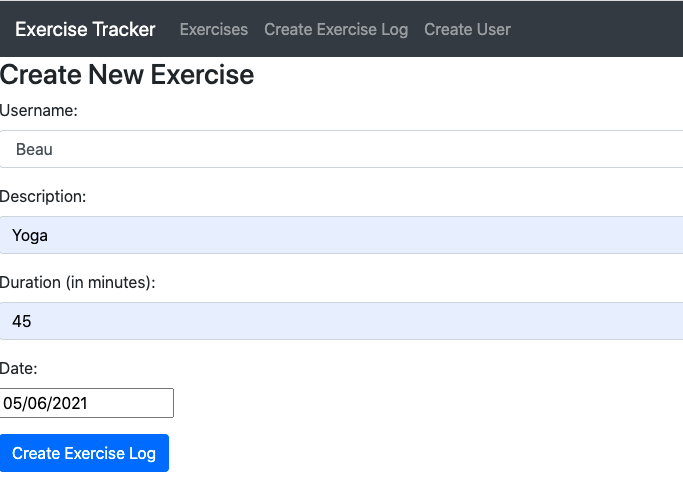 Exercise Tracker Exercises Create Exercise Log Create User
Create New Exercise
Username:
Beau
Description:
Yoga
Duration (in minutes):
45
Date:
05/06/2021
Create Exercise Log